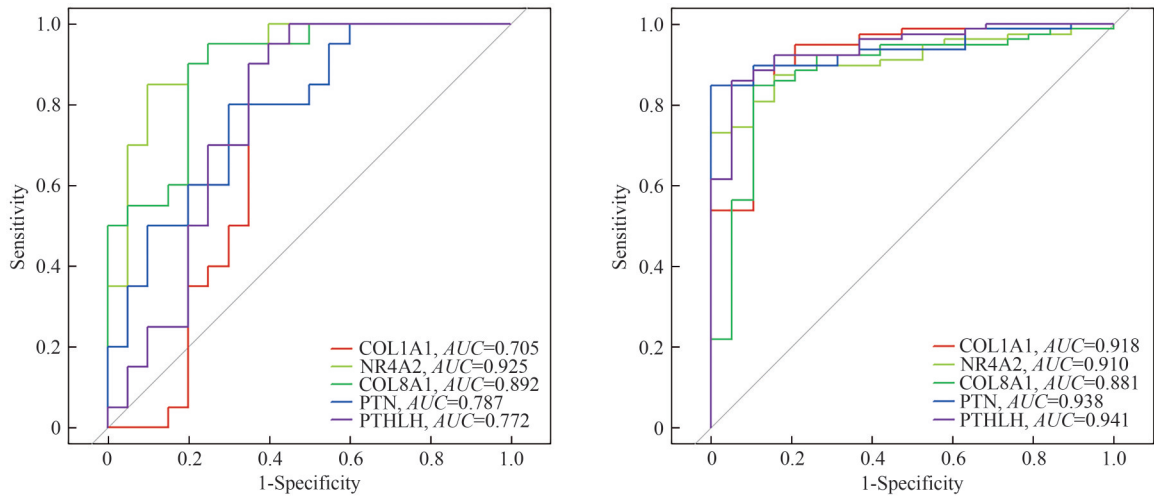 1.0
0.8
0.6
0.4
0.2
0
Sensitivity
0 0.2 0.4 0.6 0.8 1.0
1-Specificity
COL1A1, AUC=0.705
NR4A2, AUC=0.925
COL8A1, AUC=0.892
PTN, AUC=0.787
PTHLH, AUC=0.772
1.0
0.8
0.6
0.4
0.2
0
Sensitivity
0 0.2 0.4 0.6 0.8 1.0
1-Specificity
COL1A1, AUC=0.918
NR4A2, AUC=0.910
COL8A1, AUC=0.881
PTN, AUC=0.938
PTHLH, AUC=0.941